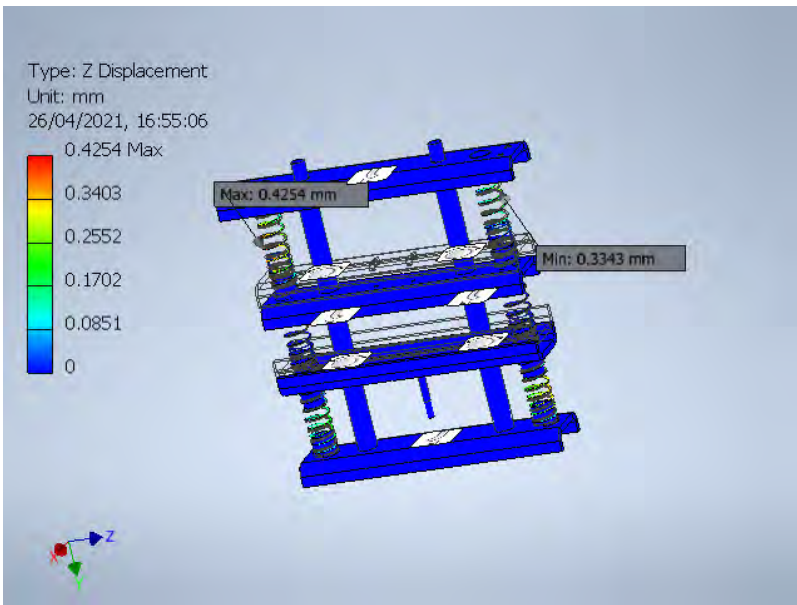 Type: Z Displacement
Unit: mm
26/04/2021, 16:55:06
0.4254 Max
0.3403
0.2552
0.1702
0.0851
0
Max: 0.4254 mm
Min: 0.3343 mm
Z
X
Y